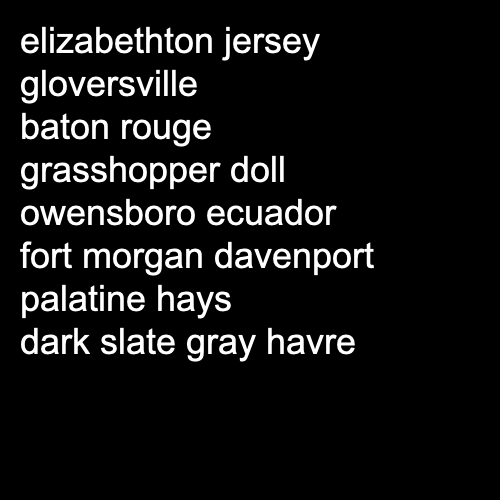 elizabethton jersey
gloversville
baton rouge
grasshopper doll
owensboro ecuador
fort morgan davenport
palatine hays
dark slate gray havre